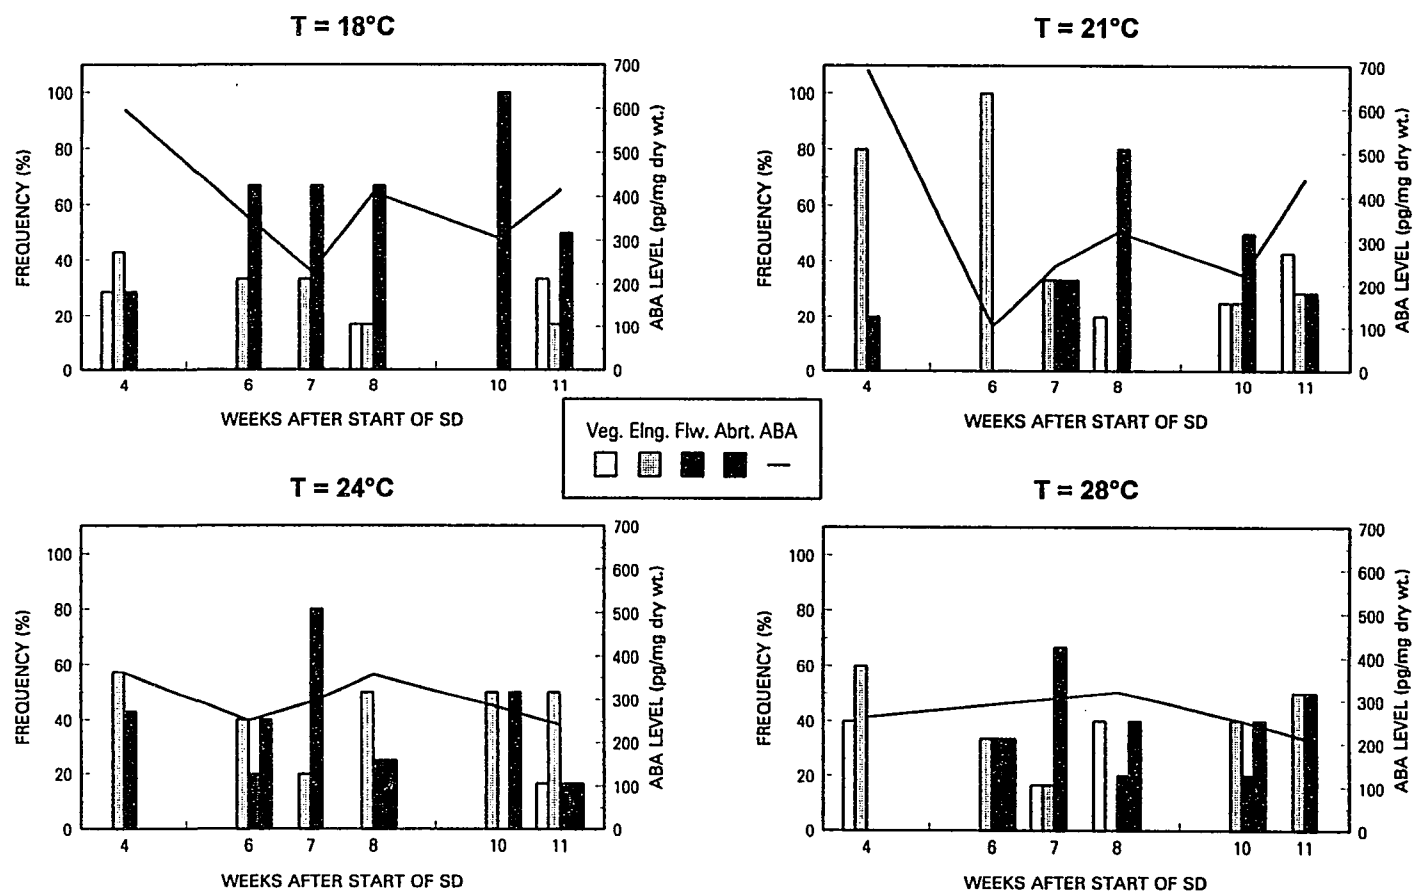 T = 18°C
100
80
60
40
20
0
FREQUENCY (%)
700
600
500
400
300
200
100
0
ABA LEVEL (pg/mg dry wt.)
4 6 7 8 10 11
WEEKS AFTER START OF SD
T = 21°C
100
80
60
40
20
0
FREQUENCY (%)
700
600
500
400
300
200
100
0
ABA LEVEL (pg/mg dry wt.)
4 6 7 8 10 11
WEEKS AFTER START OF SD
Veg. Elng. Flw. Abrt. ABA
T = 24°C
100
80
60
40
20
0
FREQUENCY (%)
700
600
500
400
300
200
100
0
ABA LEVEL (pg/mg dry wt.)
4 6 7 8 10 11
WEEKS AFTER START OF SD
T = 28°C
100
80
60
40
20
0
FREQUENCY (%)
700
600
500
400
300
200
100
0
ABA LEVEL (pg/mg dry wt.)
4 6 7 8 10 11
WEEKS AFTER START OF SD